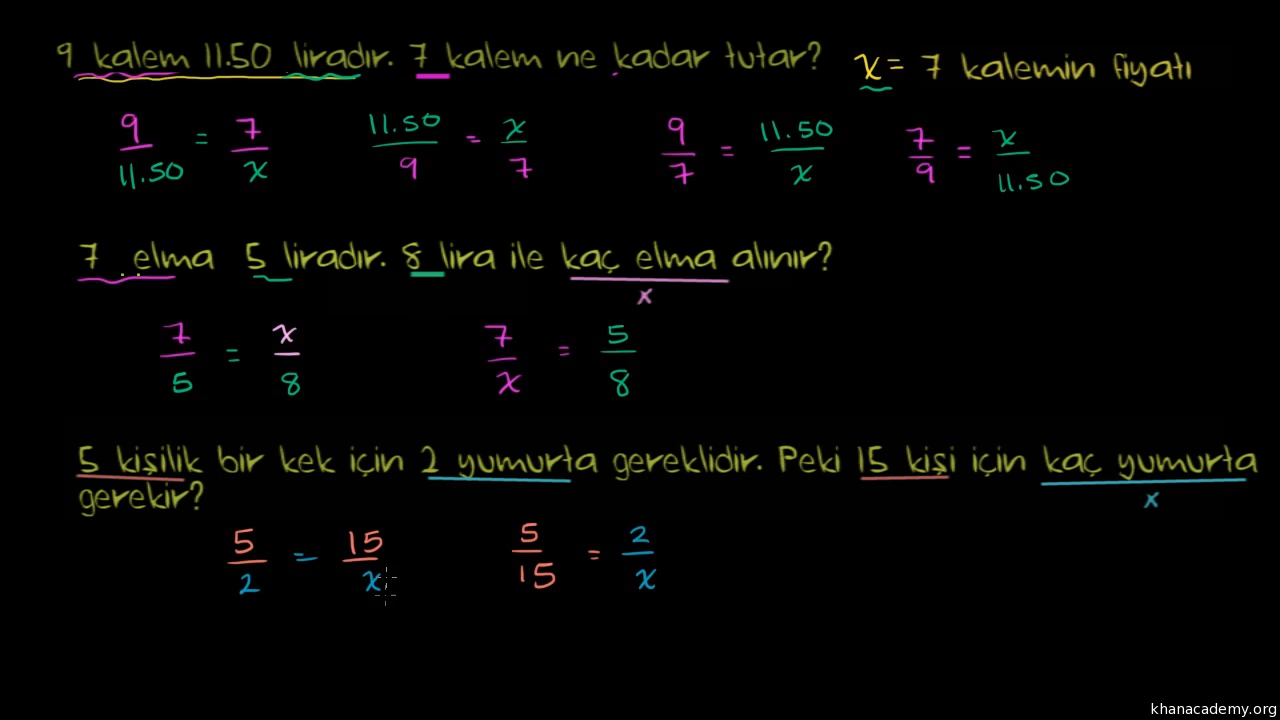 9 kalem 11.50 liradır. 7 kalem ne kadar tutar? x = 7 kalemin fiyatı
9/11.50 = 7/x 11.50/9 = x/7 9/7 = 11.50/x 7/9 = x/11.50
7 elma 5 liradır. 8 lira ile kaç elma alınır?
x
7/5 = x/8 7/x = 5/8
5 kişilik bir kek için 2 yumurta gereklidir. Peki 15 kişi için kaç yumurta
gerekir? x
5/2 = 15/x 5/15 = 2/x
khanacademy.org